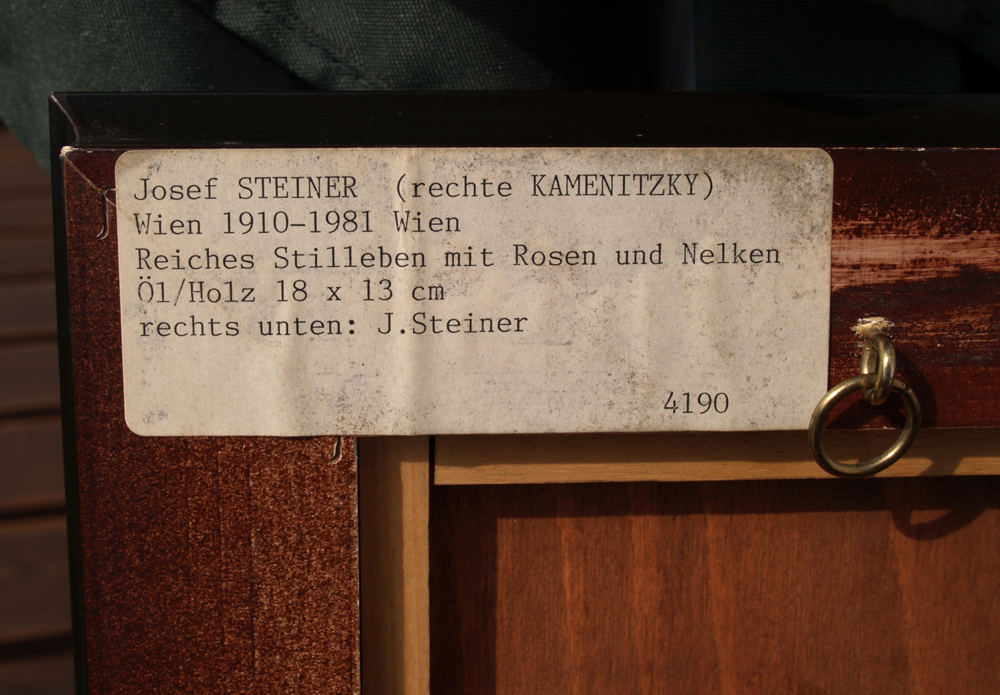 Josef STEINER (rechte KAMENITZKY)
Wien 1910-1981 Wien
Reiches Stilleben mit Rosen und Nelken
Öl/Holz 18 x 13 cm
rechts unten: J.Steiner
4190